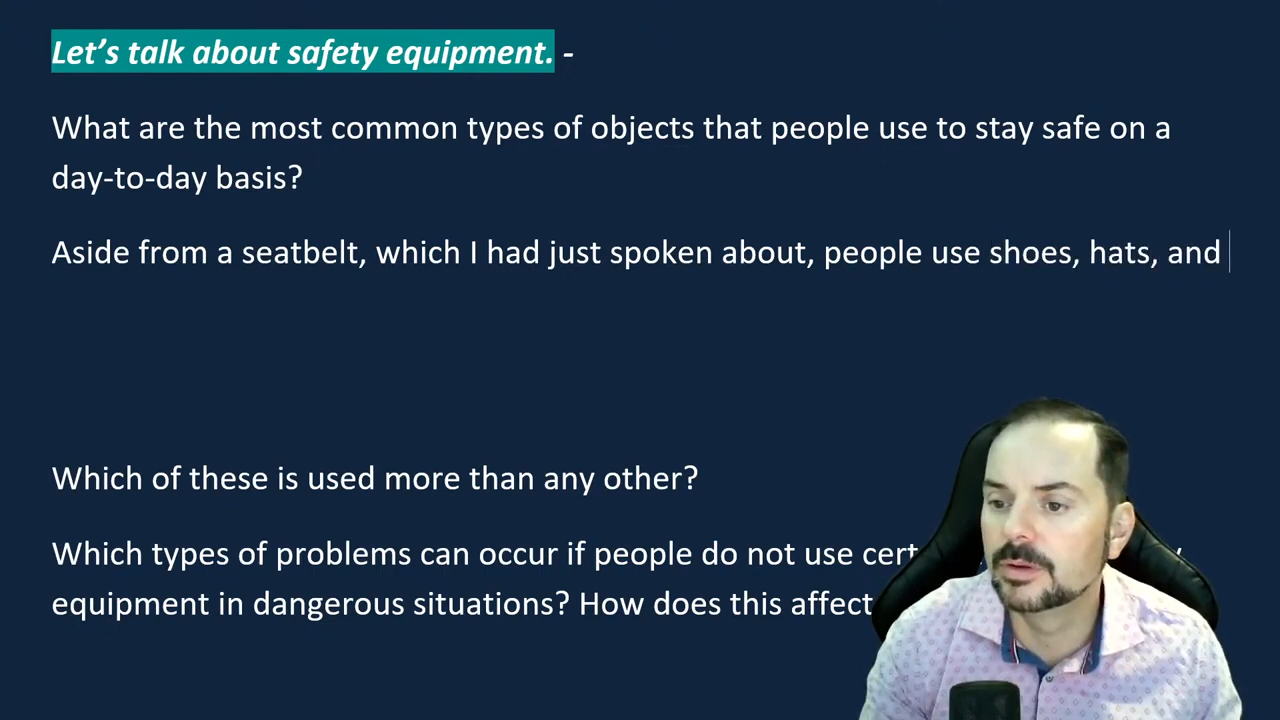 Let’s talk about safety equipment. -
What are the most common types of objects that people use to stay safe on a
day-to-day basis?
Aside from a seatbelt, which I had just spoken about, people use shoes, hats, and
Which of these is used more than any other?
Which types of problems can occur if people do not use
equipment in dangerous situations? How does this affect